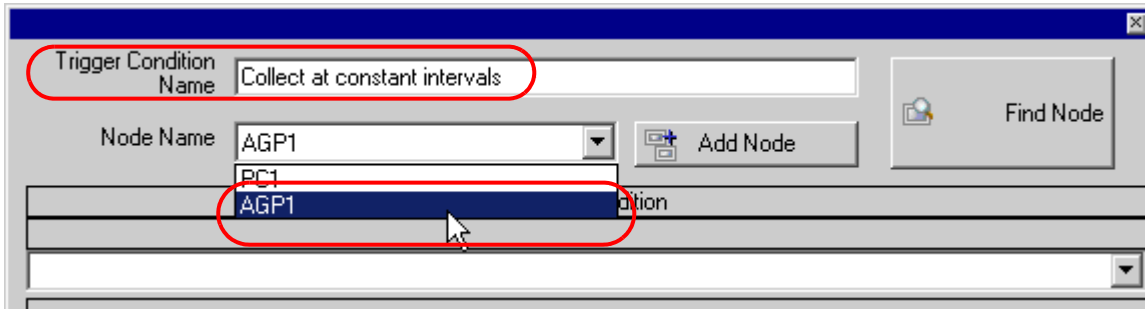 Trigger Condition
Name
Collect at constant intervals
Find Node
Node Name
AGP1
Add Node
PC1
AGP1
dition